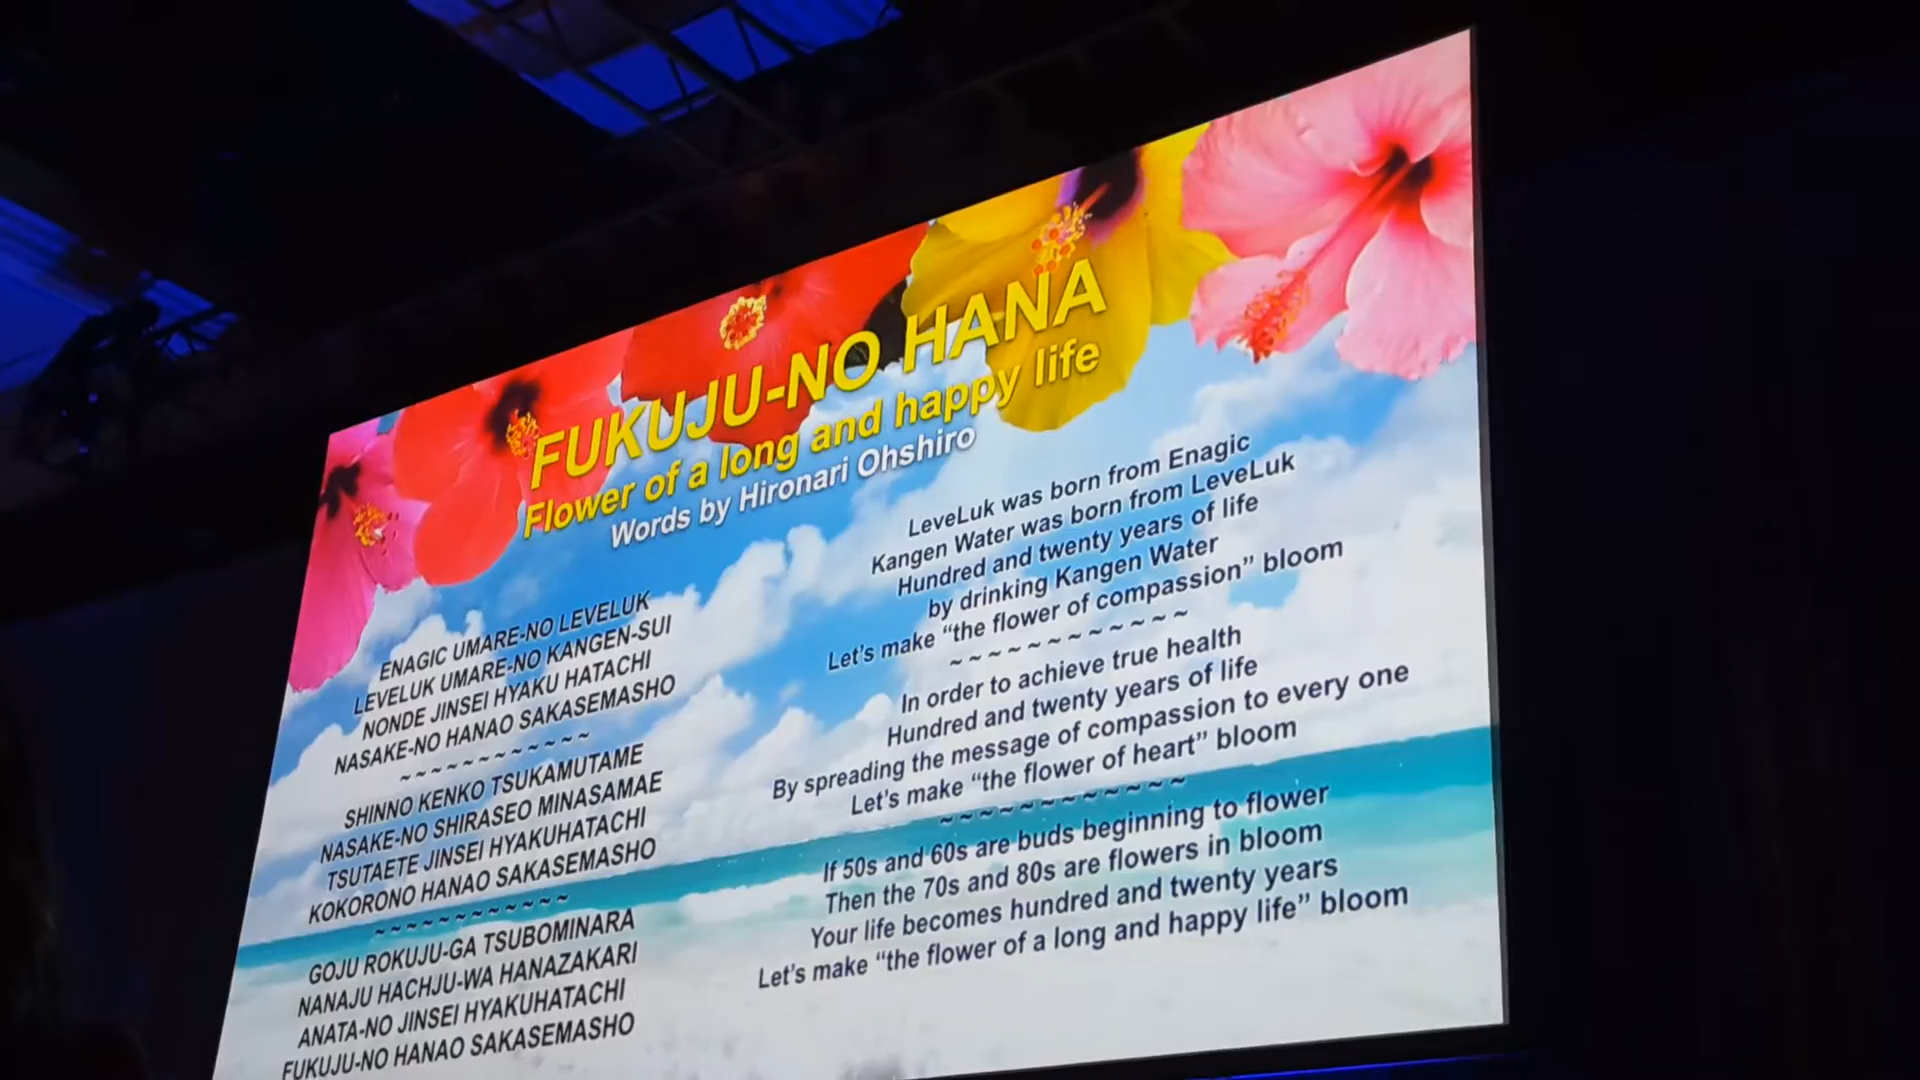 FUKUJU-NO HANA
Flower of a long and happy life
Words by Hironari Ohshiro
ENAGIC UMARE-NO LEVELUK
LEVELUK UMARE-NO KANGEN-SUI
NONDE JINSEI HYAKU HATACHI
NASAKE-NO HANAO SAKASEMASHO
~ ~ ~ ~ ~ ~ ~ ~ ~ ~ ~
SHINNO KENKO TSUKAMUTAME
NASAKE-NO SHIRASEO MINASAMAE
TSUTAETE JINSEI HYAKUHATACHI
KOKORONO HANAO SAKASEMASHO
~ ~ ~ ~ ~ ~ ~ ~ ~ ~ ~
GOJU ROKUJU-GA TSUBOMINARA
NANAJU HACHJU-WA HANAZAKARI
ANATA-NO JINSEI HYAKUHATACHI
FUKUJU-NO HANAO SAKASEMASHO
LeveLuk was born from Enagic
Kangen Water was born from LeveLuk
Hundred and twenty years of life
by drinking Kangen Water
Let's make “the flower of compassion” bloom
~ ~ ~ ~ ~ ~ ~ ~ ~ ~ ~
In order to achieve true health
Hundred and twenty years of life
By spreading the message of compassion to every one
Let's make “the flower of heart” bloom
~ ~ ~ ~ ~ ~ ~ ~ ~ ~ ~
If 50s and 60s are buds beginning to flower
Then the 70s and 80s are flowers in bloom
Your life becomes hundred and twenty years
Let's make “the flower of a long and happy life” bloom